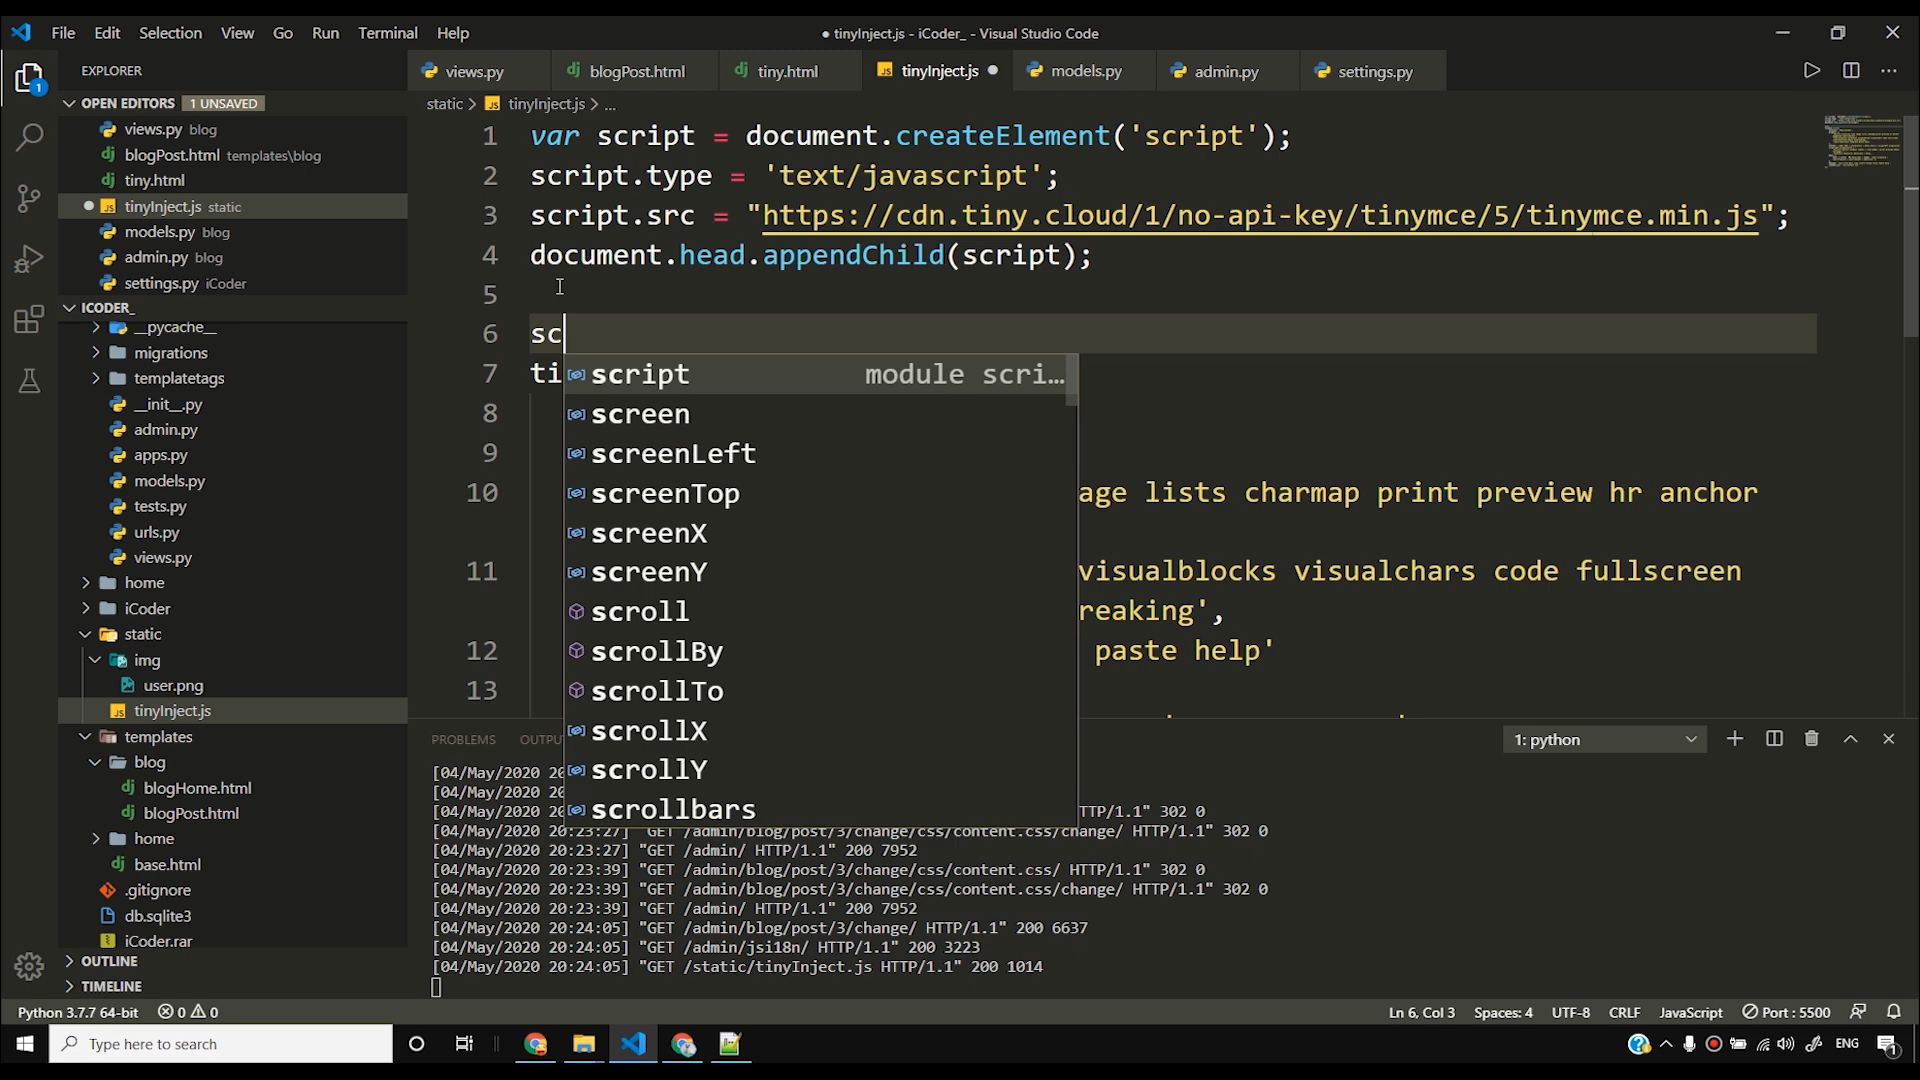 File Edit Selection View Go Run Terminal Help
● tinyInject.js - iCoder_ - Visual Studio Code
EXPLORER
views.py
blogPost.html
tiny.html
tinyInject.js
models.py
admin.py
settings.py
OPEN EDITORS 1 UNSAVED
views.py blog
blogPost.html templates\blog
tiny.html
tinyInject.js static
models.py blog
admin.py blog
settings.py iCoder
ICODER_
__pycache__
migrations
templatetags
__init__.py
admin.py
apps.py
models.py
tests.py
urls.py
views.py
home
iCoder
static
img
user.png
tinyInject.js
templates
blog
blogHome.html
blogPost.html
home
base.html
.gitignore
db.sqlite3
iCoder.rar
OUTLINE
TIMELINE
static > tinyInject.js > ...
1 var script = document.createElement('script');
2 script.type = 'text/javascript';
3 script.src = "https://cdn.tiny.cloud/1/no-api-key/tinymce/5/tinymce.min.js";
4 document.head.appendChild(script);
5
6 sc
7 ti
8
9
10 age lists charmap print preview hr anchor
11 visualblocks visualchars code fullscreen
reaking',
12 paste help'
13
script module scri...
screen
screenLeft
screenTop
screenX
screenY
scroll
scrollBy
scrollTo
scrollX
scrollY
scrollbars
PROBLEMS OUTPU
1: python
[04/May/2020 20
[04/May/2020 20
[04/May/2020 20 TTP/1.1" 302 0
[04/May/2020 20:23:27] "GET /admin/blog/post/3/change/css/content.css/change/ HTTP/1.1" 302 0
[04/May/2020 20:23:27] "GET /admin/ HTTP/1.1" 200 7952
[04/May/2020 20:23:39] "GET /admin/blog/post/3/change/css/content.css/ HTTP/1.1" 302 0
[04/May/2020 20:23:39] "GET /admin/blog/post/3/change/css/content.css/change/ HTTP/1.1" 302 0
[04/May/2020 20:23:39] "GET /admin/ HTTP/1.1" 200 7952
[04/May/2020 20:24:05] "GET /admin/blog/post/3/change/ HTTP/1.1" 200 6637
[04/May/2020 20:24:05] "GET /admin/jsi18n/ HTTP/1.1" 200 3223
[04/May/2020 20:24:05] "GET /static/tinyInject.js HTTP/1.1" 200 1014
Python 3.7.7 64-bit 0 0
Ln 6, Col 3 Spaces: 4 UTF-8 CRLF JavaScript Port : 5500
Type here to search
ENG